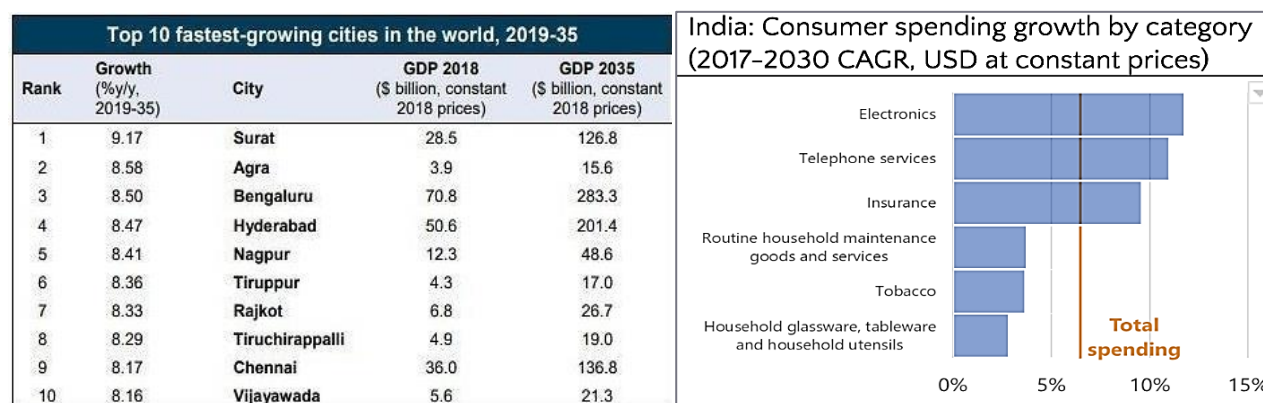 Top 10 fastest-growing cities in the world, 2019-35
Rank Growth (%y/y, 2019-35) City GDP 2018 ($ billion, constant 2018 prices) GDP 2035 ($ billion, constant 2018 prices)
1 9.17 Surat 28.5 126.8
2 8.58 Agra 3.9 15.6
3 8.50 Bengaluru 70.8 283.3
4 8.47 Hyderabad 50.6 201.4
5 8.41 Nagpur 12.3 48.6
6 8.36 Tiruppur 4.3 17.0
7 8.33 Rajkot 6.8 26.7
8 8.29 Tiruchirappalli 4.9 19.0
9 8.17 Chennai 36.0 136.8
10 8.16 Vijayawada 5.6 21.3
India: Consumer spending growth by category
(2017–2030 CAGR, USD at constant prices)
Electronics
Telephone services
Insurance
Routine household maintenance
goods and services
Tobacco
Household glassware, tableware
and household utensils
Total
spending
0% 5% 10% 15%